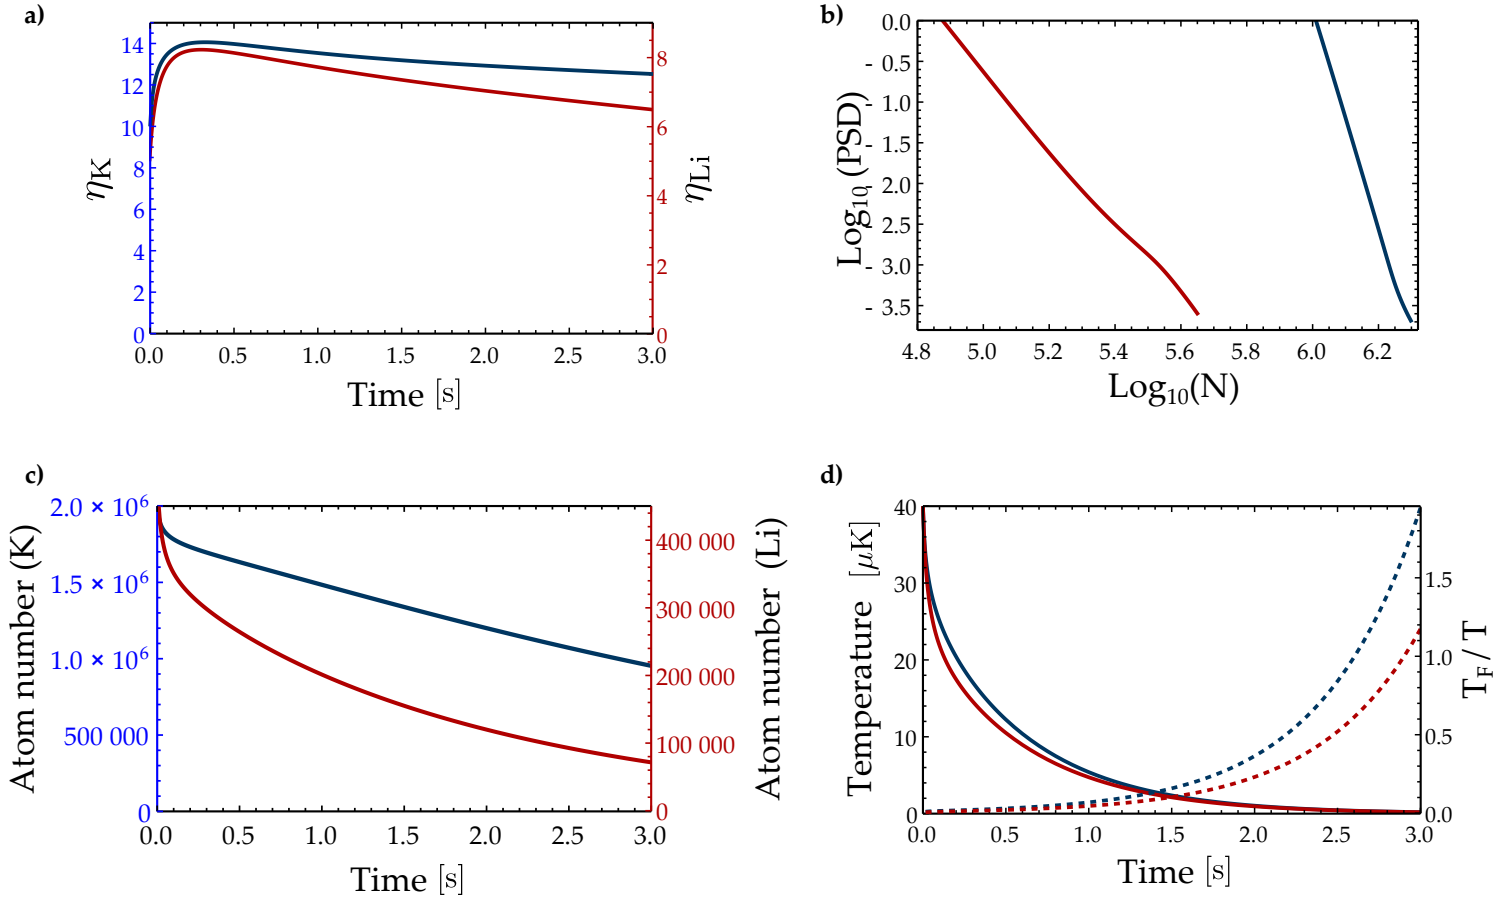 a)
14
12
10
8
6
4
2
0
η_K
8
6
4
2
0
η_Li
0.0 0.5 1.0 1.5 2.0 2.5 3.0
Time [s]
b)
0.0
- 0.5
- 1.0
- 1.5
- 2.0
- 2.5
- 3.0
- 3.5
Log₁₀ (PSD)
4.8 5.0 5.2 5.4 5.6 5.8 6.0 6.2
Log₁₀(N)
c)
2.0 × 10⁶
1.5 × 10⁶
1.0 × 10⁶
500 000
0
Atom number (K)
400 000
300 000
200 000
100 000
0
Atom number (Li)
0.0 0.5 1.0 1.5 2.0 2.5 3.0
Time [s]
d)
40
30
20
10
0
Temperature [μK]
1.5
1.0
0.5
0.0
T_F / T
0.0 0.5 1.0 1.5 2.0 2.5 3.0
Time [s]